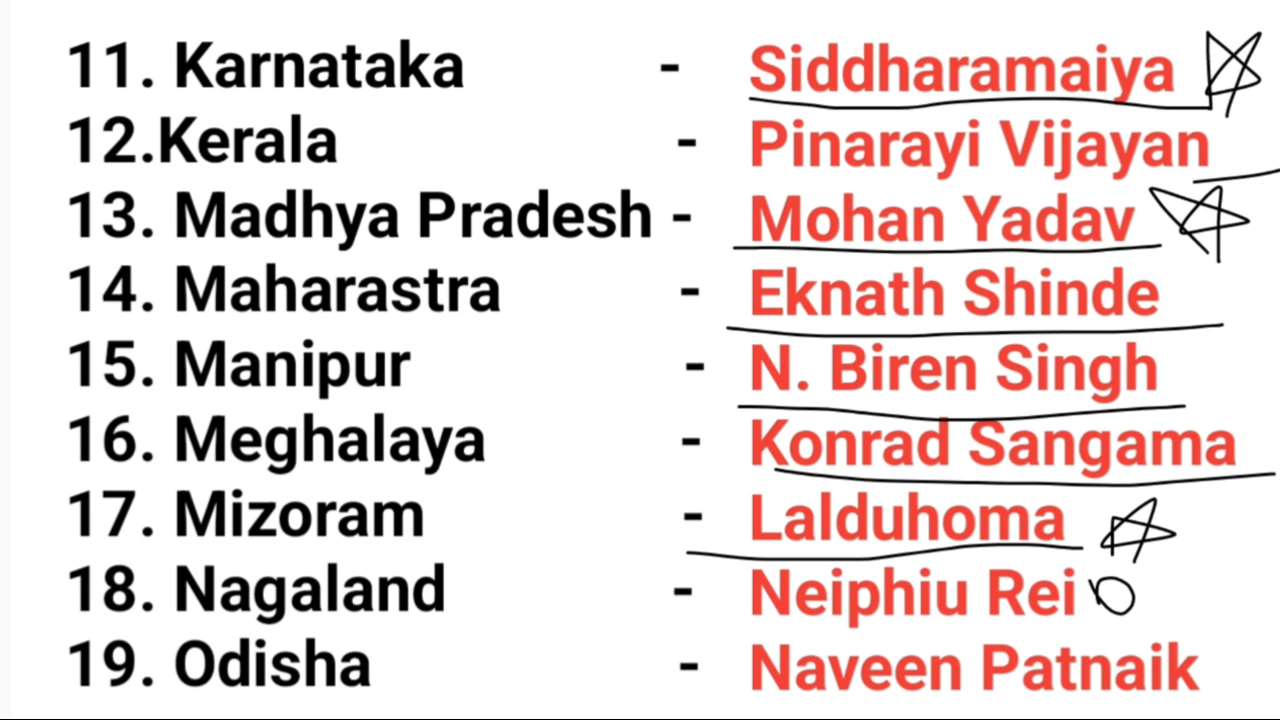 11. Karnataka - Siddharamaiya
12.Kerala - Pinarayi Vijayan
13. Madhya Pradesh - Mohan Yadav
14. Maharastra - Eknath Shinde
15. Manipur - N. Biren Singh
16. Meghalaya - Konrad Sangama
17. Mizoram - Lalduhoma
18. Nagaland - Neiphiu Rei
19. Odisha - Naveen Patnaik